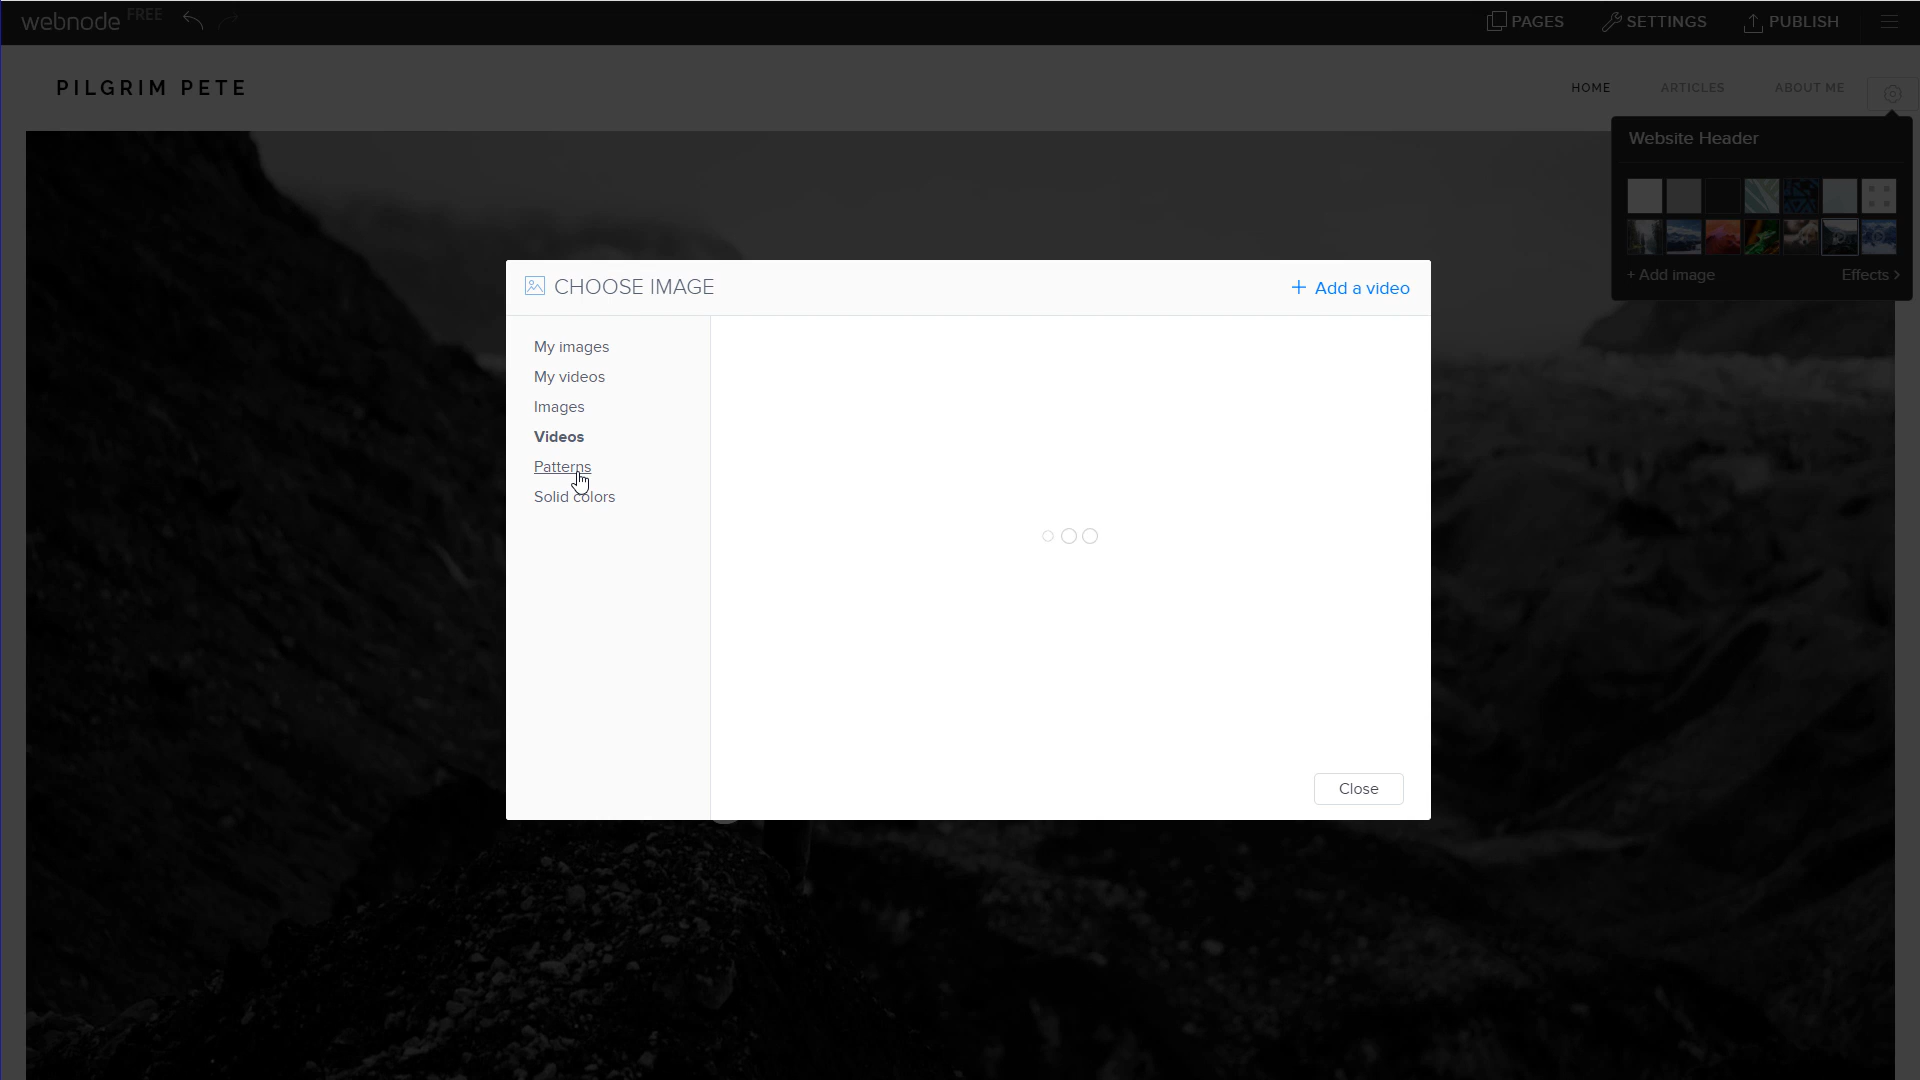 webnode FREE
PAGES
SETTINGS
PUBLISH
PILGRIM PETE
HOME
ARTICLES
ABOUT ME
Website Header
+ Add image
Effects >
CHOOSE IMAGE
+ Add a video
My images
My videos
Images
Videos
Patterns
Solid colors
Close